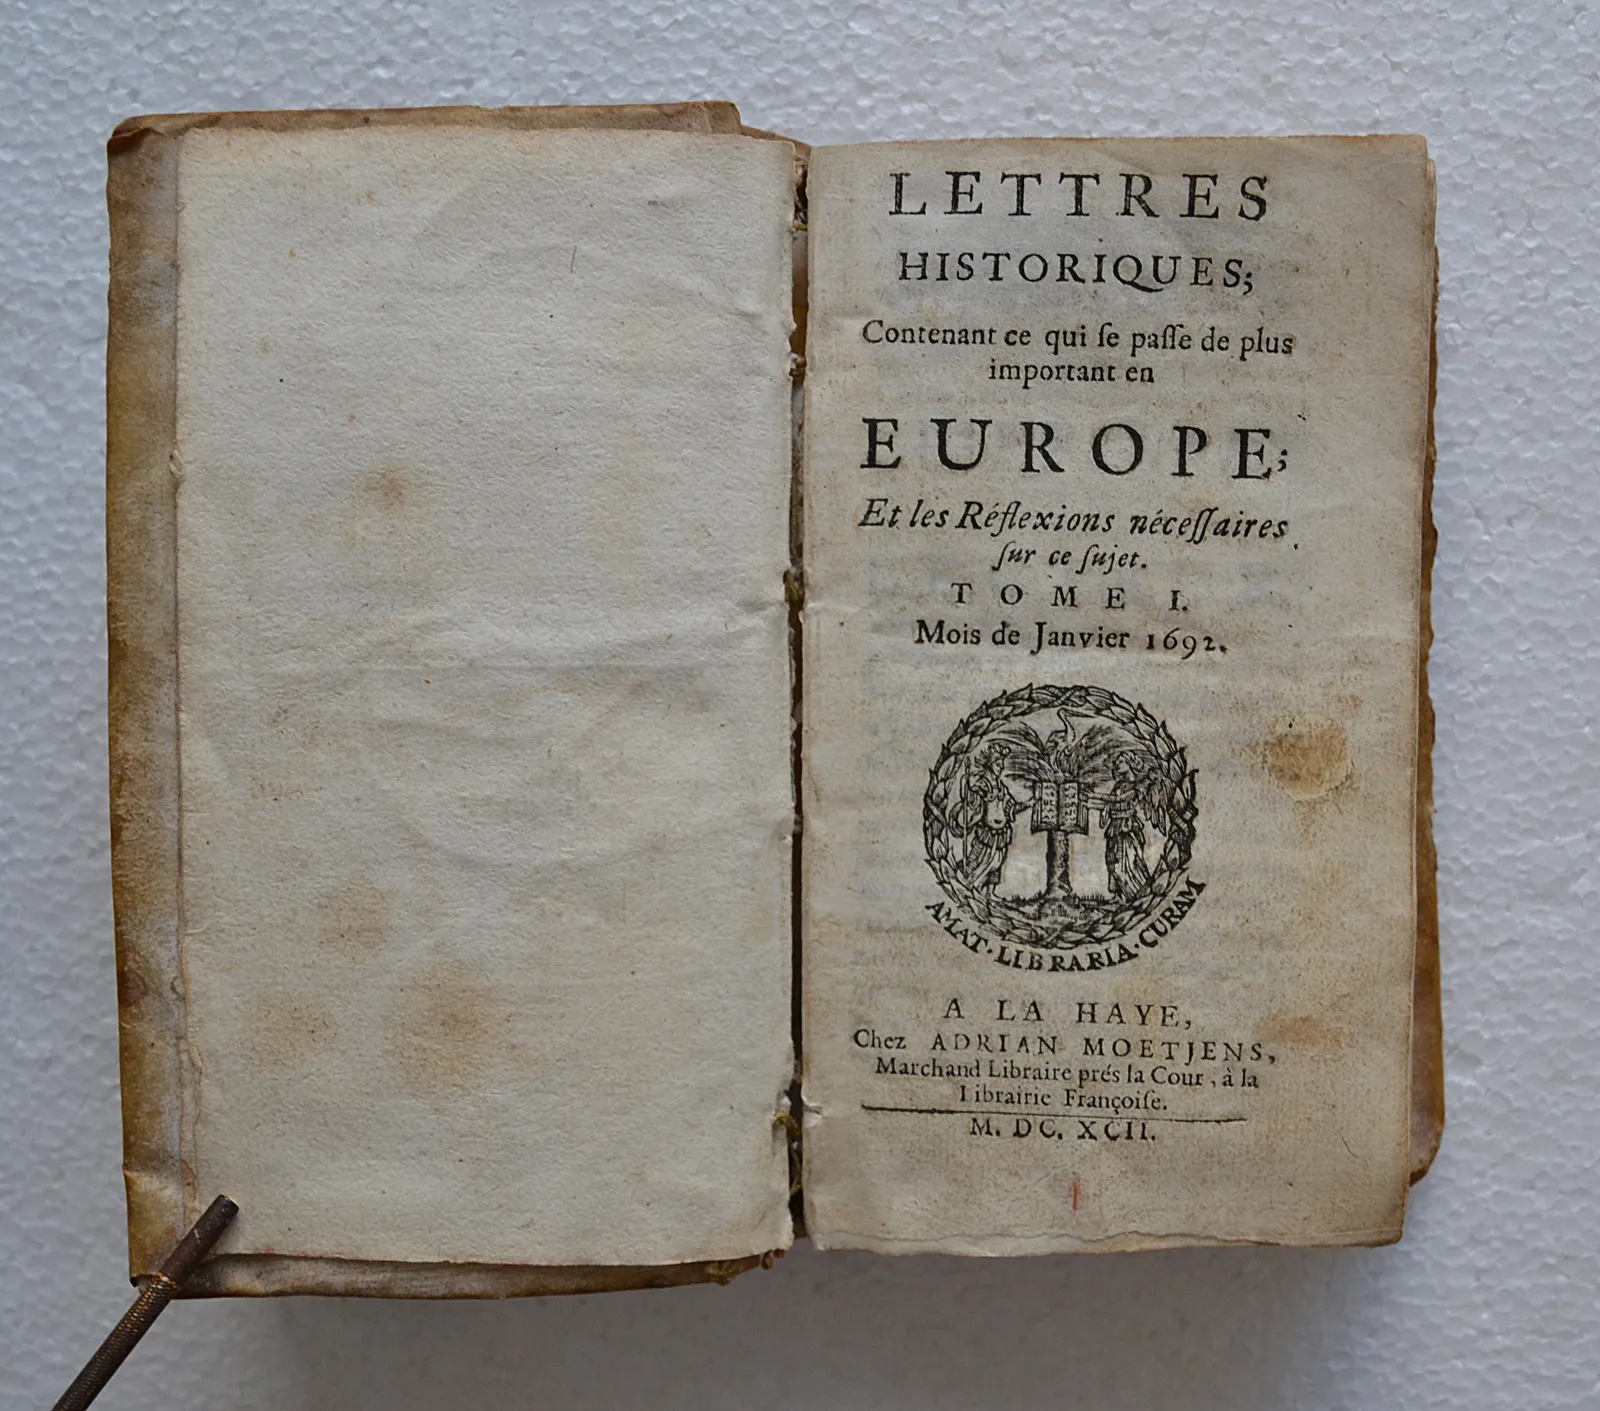 LETTRES
HISTORIQUES;
Contenant ce qui ſe paſſe de plus
important en
EUROPE;
Et les Réflexions néceſſaires
ſur ce ſujet.
TOME I.
Mois de Janvier 1692.
AMAT·LIBRARIA·CURAM
A LA HAYE,
Chez ADRIAN MOETJENS,
Marchand Libraire prés la Cour, à la
Librairie Françoiſe.
M. DC. XCII.